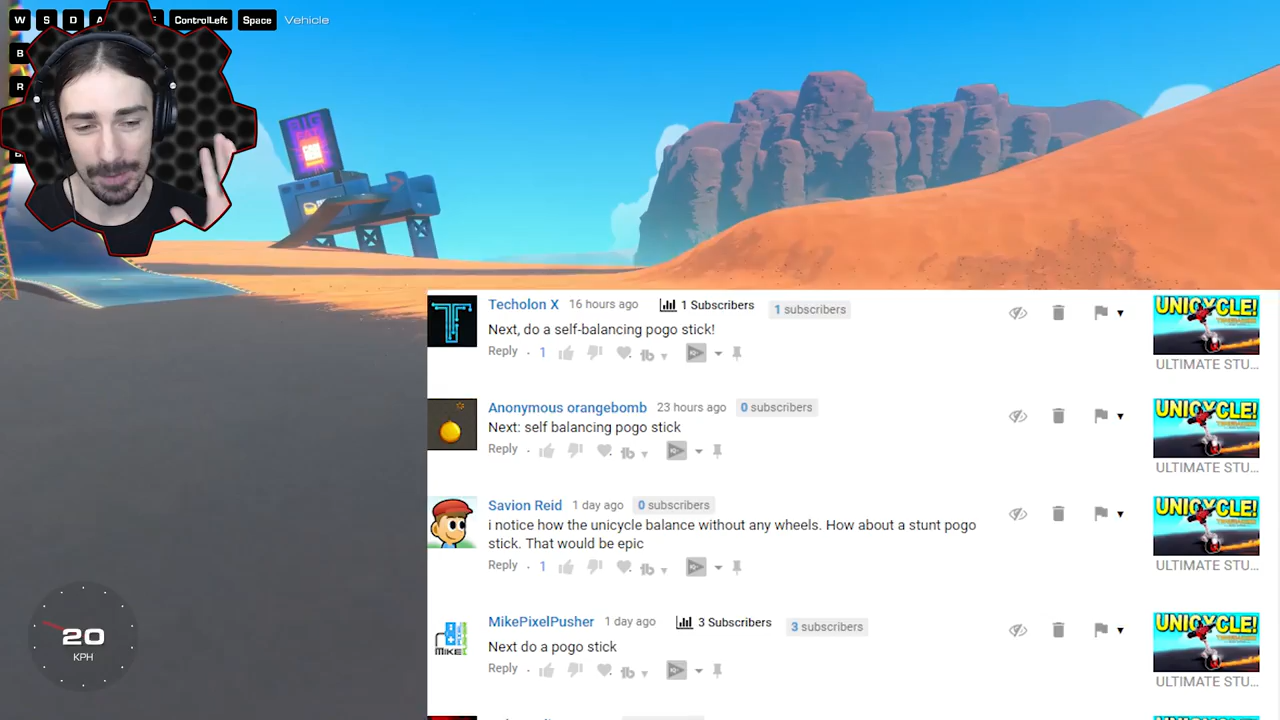 W S D A ControlLeft Space Vehicle
B
R
BIG
Techolon X 16 hours ago 1 Subscribers 1 subscribers
Next, do a self-balancing pogo stick!
Reply · 1
UNICYCLE!
ULTIMATE STU...
Anonymous orangebomb 23 hours ago 0 subscribers
Next: self balancing pogo stick
Reply ·
UNICYCLE!
ULTIMATE STU...
Savion Reid 1 day ago 0 subscribers
i notice how the unicycle balance without any wheels. How about a stunt pogo
stick. That would be epic
Reply · 1
UNICYCLE!
ULTIMATE STU...
MikePixelPusher 1 day ago 3 Subscribers 3 subscribers
Next do a pogo stick
Reply ·
UNICYCLE!
ULTIMATE STU...
20
KPH